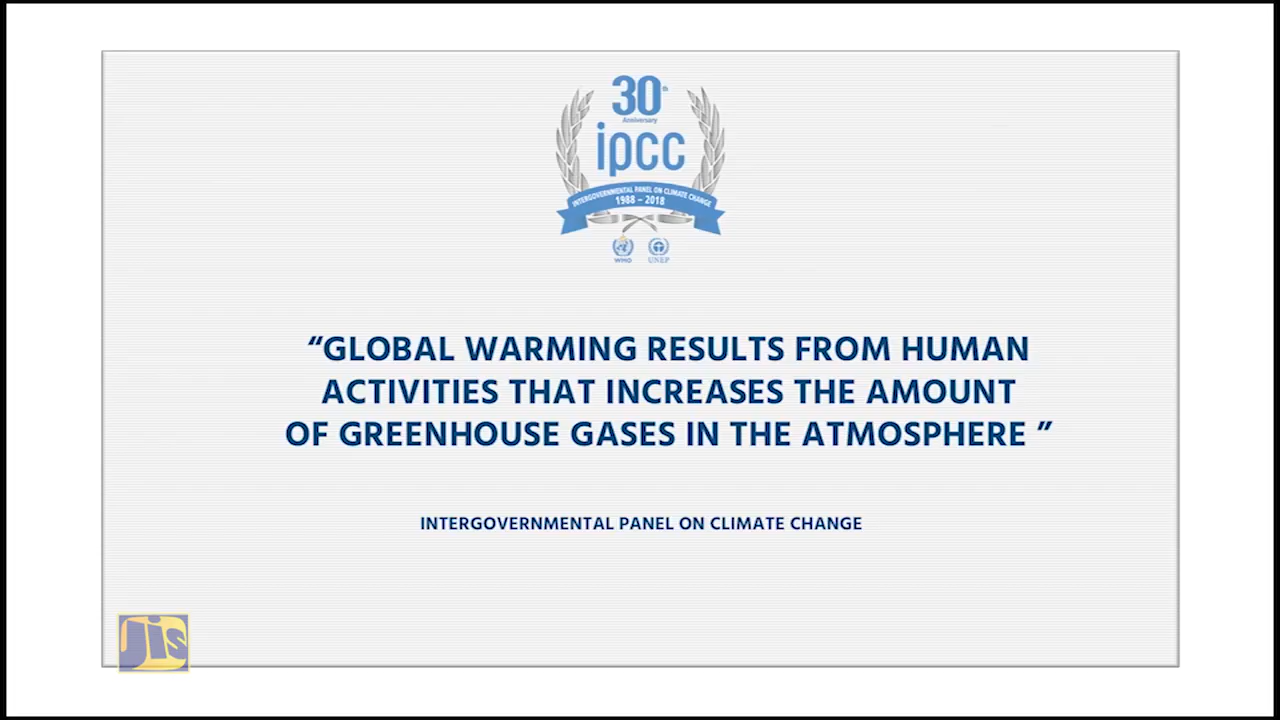 30th
Anniversary
ipcc
INTERGOVERNMENTAL PANEL ON CLIMATE CHANGE
1988 – 2018
WMO UNEP
“GLOBAL WARMING RESULTS FROM HUMAN
ACTIVITIES THAT INCREASES THE AMOUNT
OF GREENHOUSE GASES IN THE ATMOSPHERE ”
INTERGOVERNMENTAL PANEL ON CLIMATE CHANGE
Jis